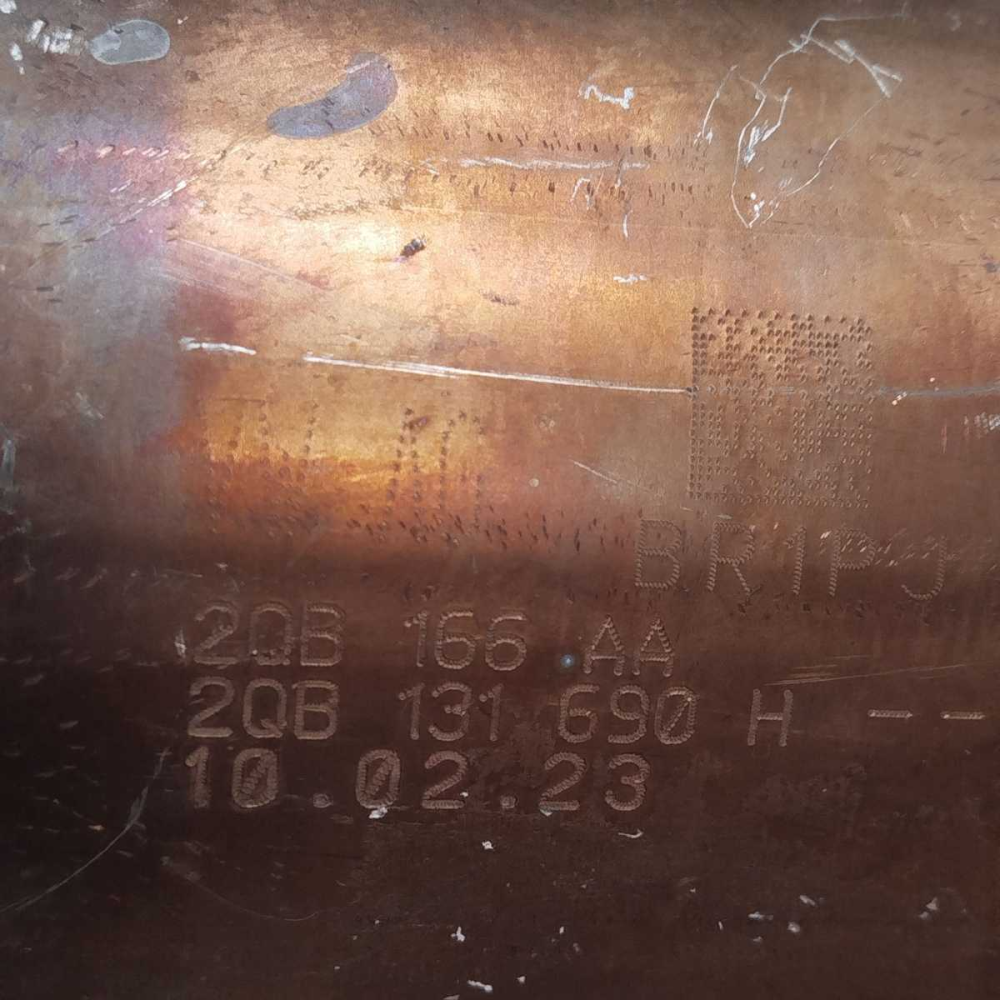 BR1PJ
2QB 166 AA
2QB 131 690 H --
10.02.23